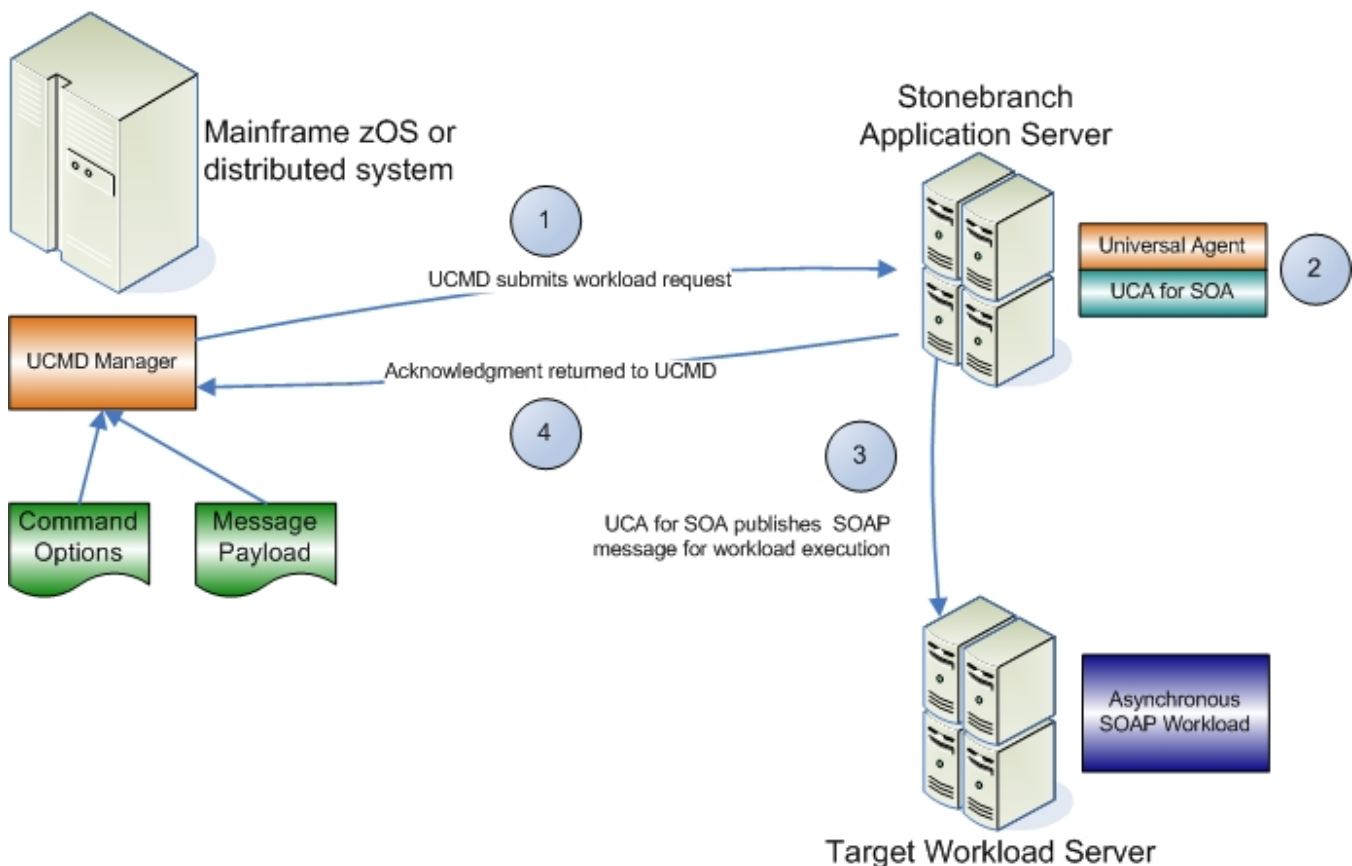 Mainframe zOS or
distributed system
Stonebranch
Application Server
1
UCMD submits workload request
Universal Agent
UCA for SOA
2
UCMD Manager
Acknowledgment returned to UCMD
4
3
Command
Options
Message
Payload
UCA for SOA publishes SOAP
message for workload execution
Asynchronous
SOAP Workload
Target Workload Server